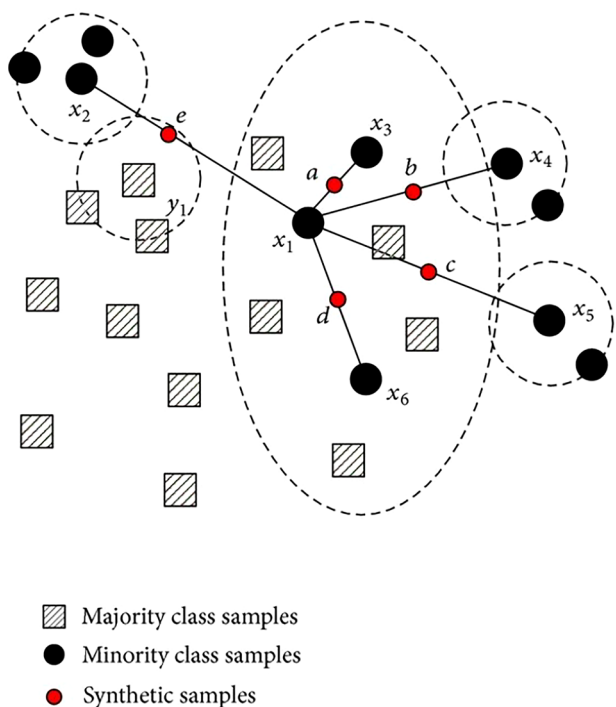 e
x2
x3
a
b
x4
y1
x1
c
d
x5
x6
Majority class samples
Minority class samples
Synthetic samples